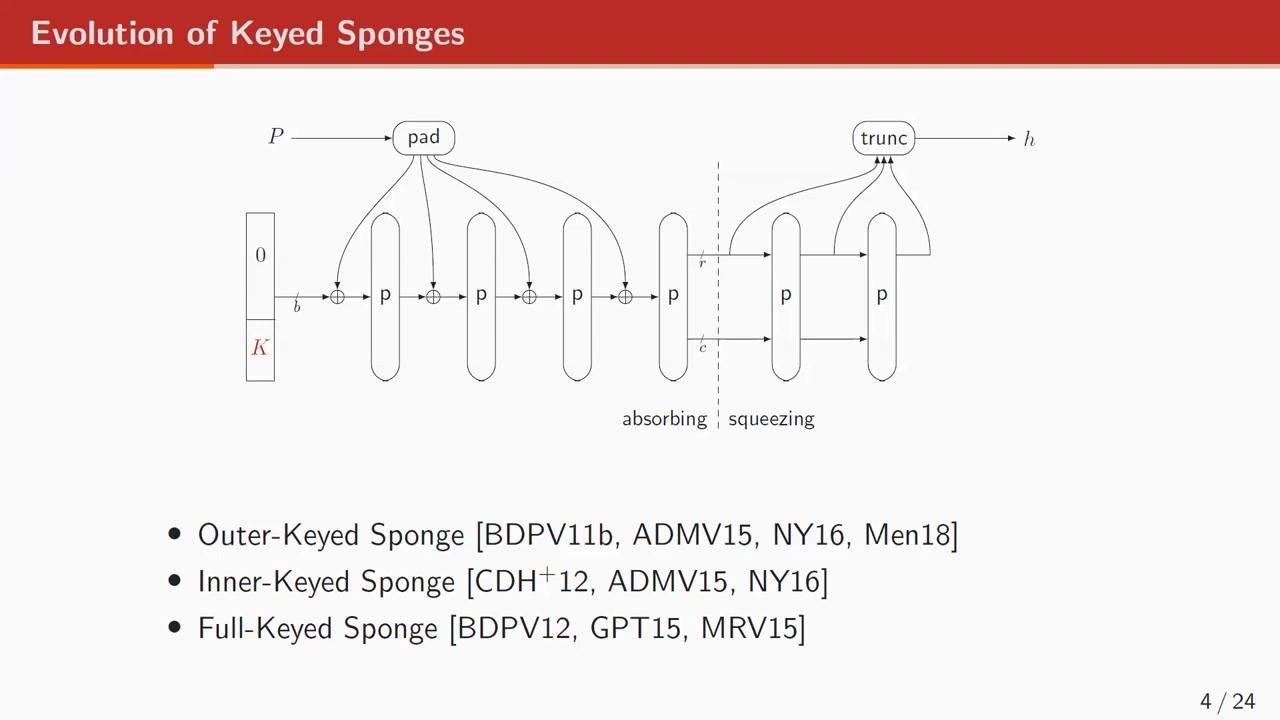 Evolution of Keyed Sponges
P
pad
trunc
h
0
K
b
p
p
p
p
r
c
p
p
absorbing
squeezing
• Outer-Keyed Sponge [BDPV11b, ADMV15, NY16, Men18]
• Inner-Keyed Sponge [CDH+12, ADMV15, NY16]
• Full-Keyed Sponge [BDPV12, GPT15, MRV15]
4 / 24